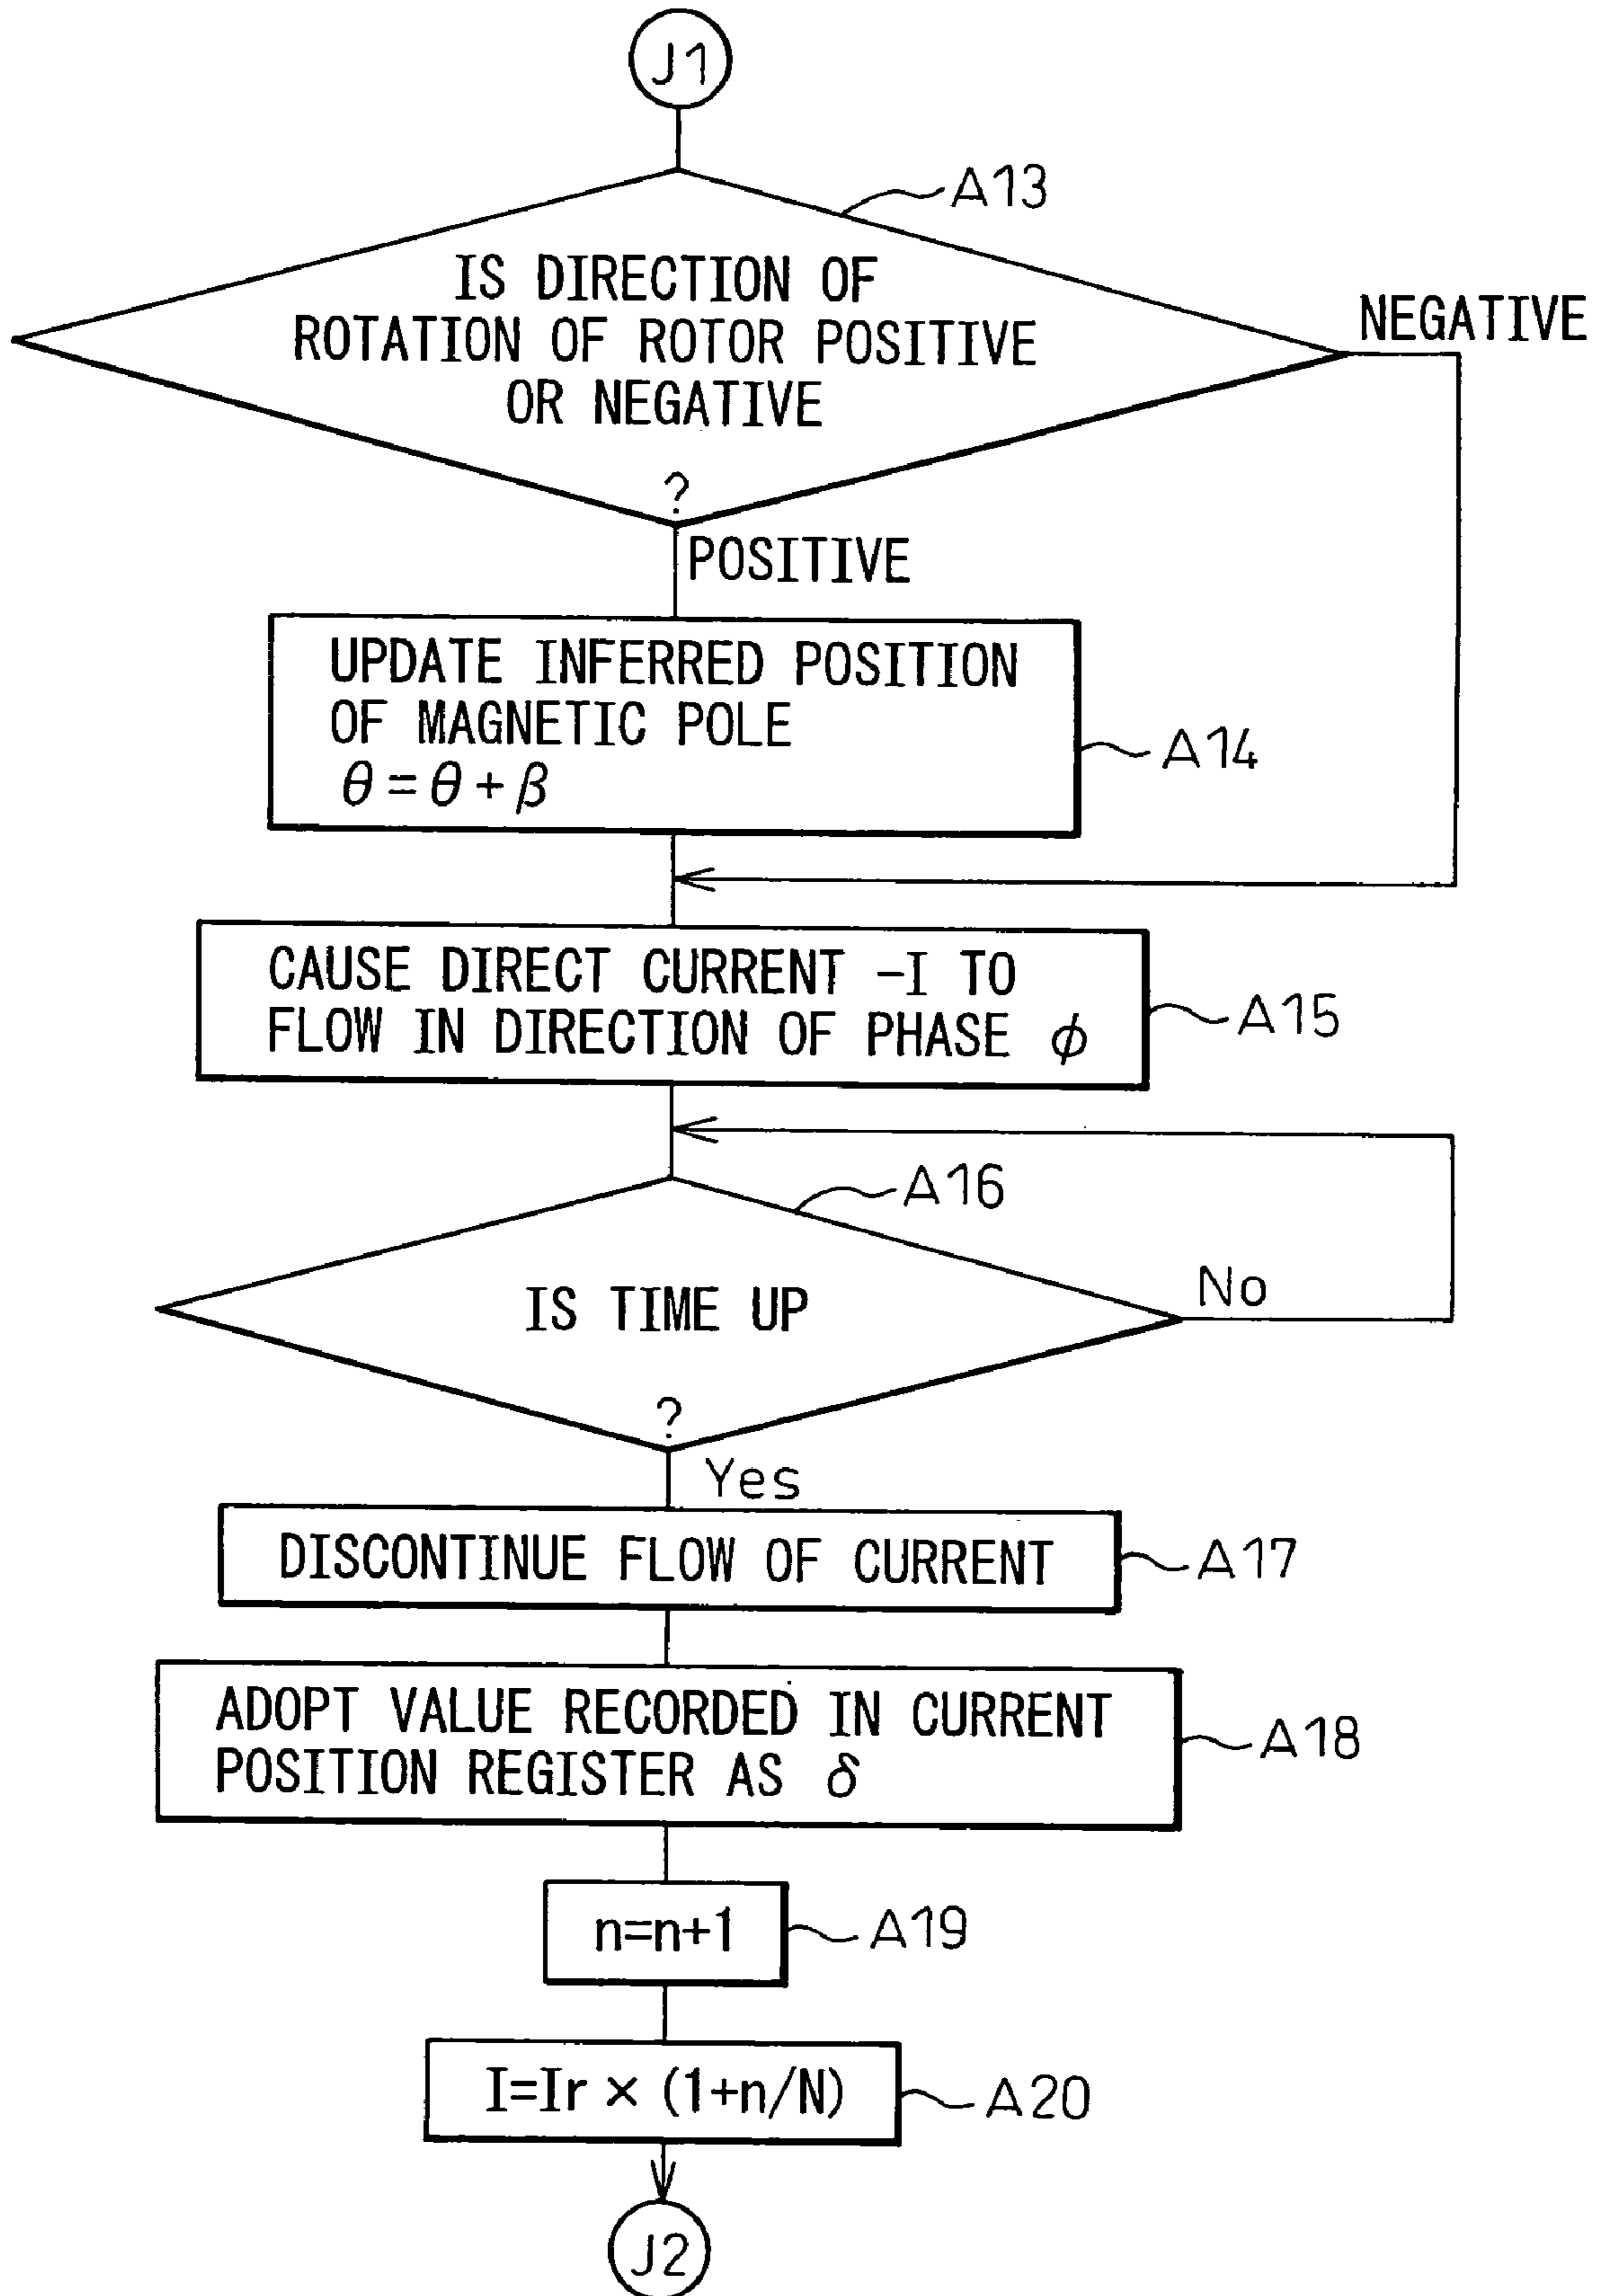 J1
A13
IS DIRECTION OF
ROTATION OF ROTOR POSITIVE
OR NEGATIVE
?
NEGATIVE
POSITIVE
UPDATE INFERRED POSITION
OF MAGNETIC POLE
θ=θ+β
A14
CAUSE DIRECT CURRENT -I TO
FLOW IN DIRECTION OF PHASE ϕ
A15
A16
IS TIME UP
?
No
Yes
DISCONTINUE FLOW OF CURRENT
A17
ADOPT VALUE RECORDED IN CURRENT
POSITION REGISTER AS δ
A18
n=n+1
A19
I=Ir × (1+n/N)
A20
J2